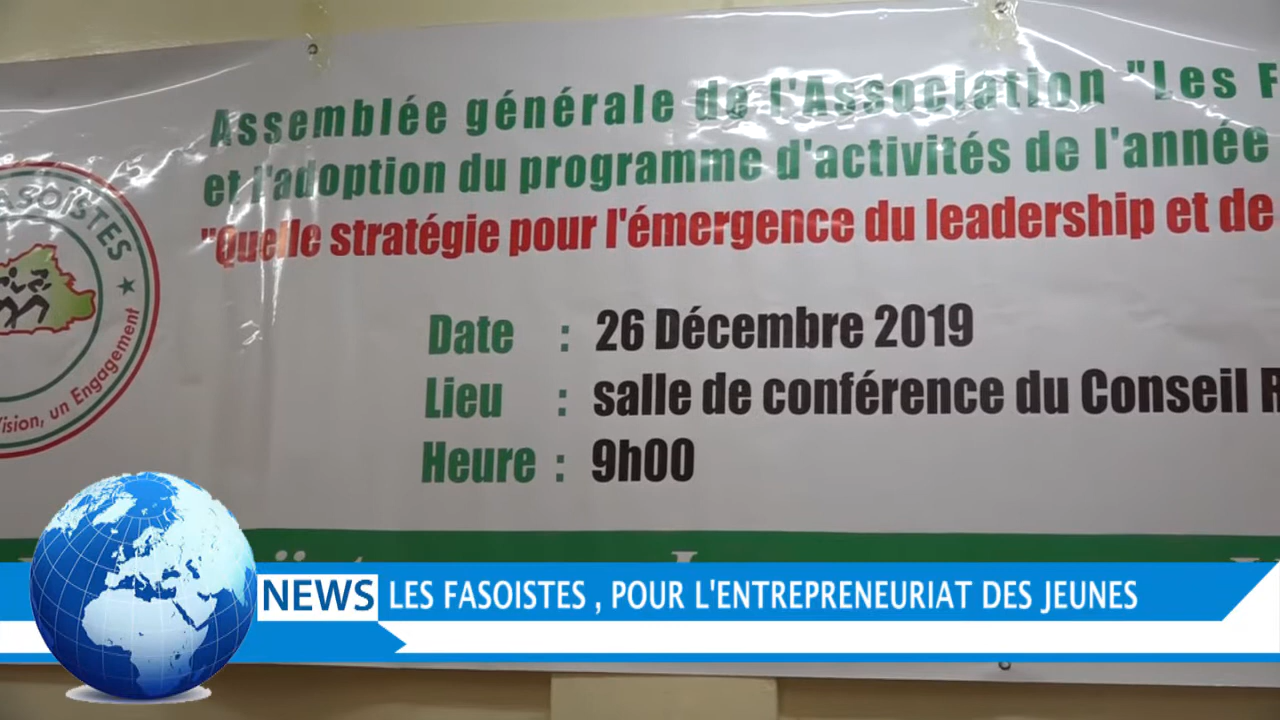 Assemblée générale de l'Association "Les F
et l'adoption du programme d'activités de l'année
"Quelle stratégie pour l'émergence du leadership et de
FASOÏSTES ★
Vision, un Engagement
Date : 26 Décembre 2019
Lieu : salle de conférence du Conseil R
Heure : 9h00
NEWS LES FASOISTES , POUR L'ENTREPRENEURIAT DES JEUNES